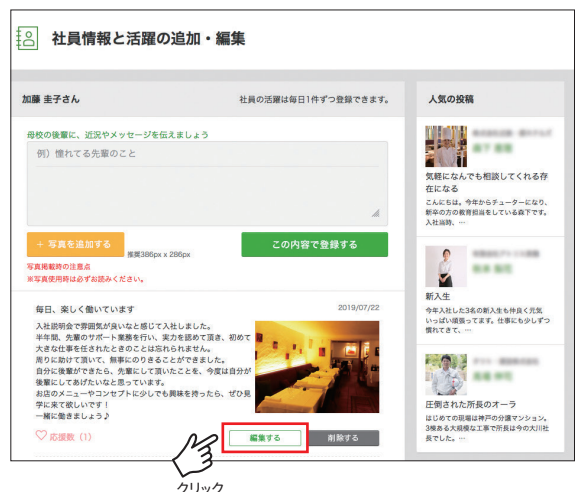 社員情報と活躍の追加・編集
加藤 圭子さん
社員の活躍は毎日1件ずつ登録できます。
母校の後輩に、近況やメッセージを伝えましょう
例）憧れてる先輩のこと
＋ 写真を追加する
推奨386px x 286px
この内容で登録する
写真掲載時の注意点
※写真使用時は必ずお読みください。
毎日、楽しく働いています
2019/07/22
入社説明会で雰囲気が良いなと感じて入社しました。
半年間、先輩のサポート業務を行い、実力を認めて頂き、初めて
大きな仕事を任されたときのことは忘れられません。
周りに助けて頂いて、無事にのりきることができました。
自分に後輩ができたら、先輩にして頂いたことを、今度は自分が
後輩にしてあげたいなと思っています。
お店のメニューやコンセプトに少しでも興味を持ったら、ぜひ見
学に来て欲しいです！
一緒に働きましょう♪
♡ 応援数（1）
編集する
削除する
クリック
人気の投稿
気軽になんでも相談してくれる存
在になる
こんにちは。今年からチューターになり、
新卒の方の教育担当をしている森下です。
入社当時、…
新入生
今年入社した3名の新入生も仲良く元気
いっぱい頑張ってます。仕事にも少しずつ
慣れてきて、…
圧倒された所長のオーラ
はじめての現場は神戸の分譲マンション。
3棟ある大規模な工事で所長は今の大川社
長でした。…